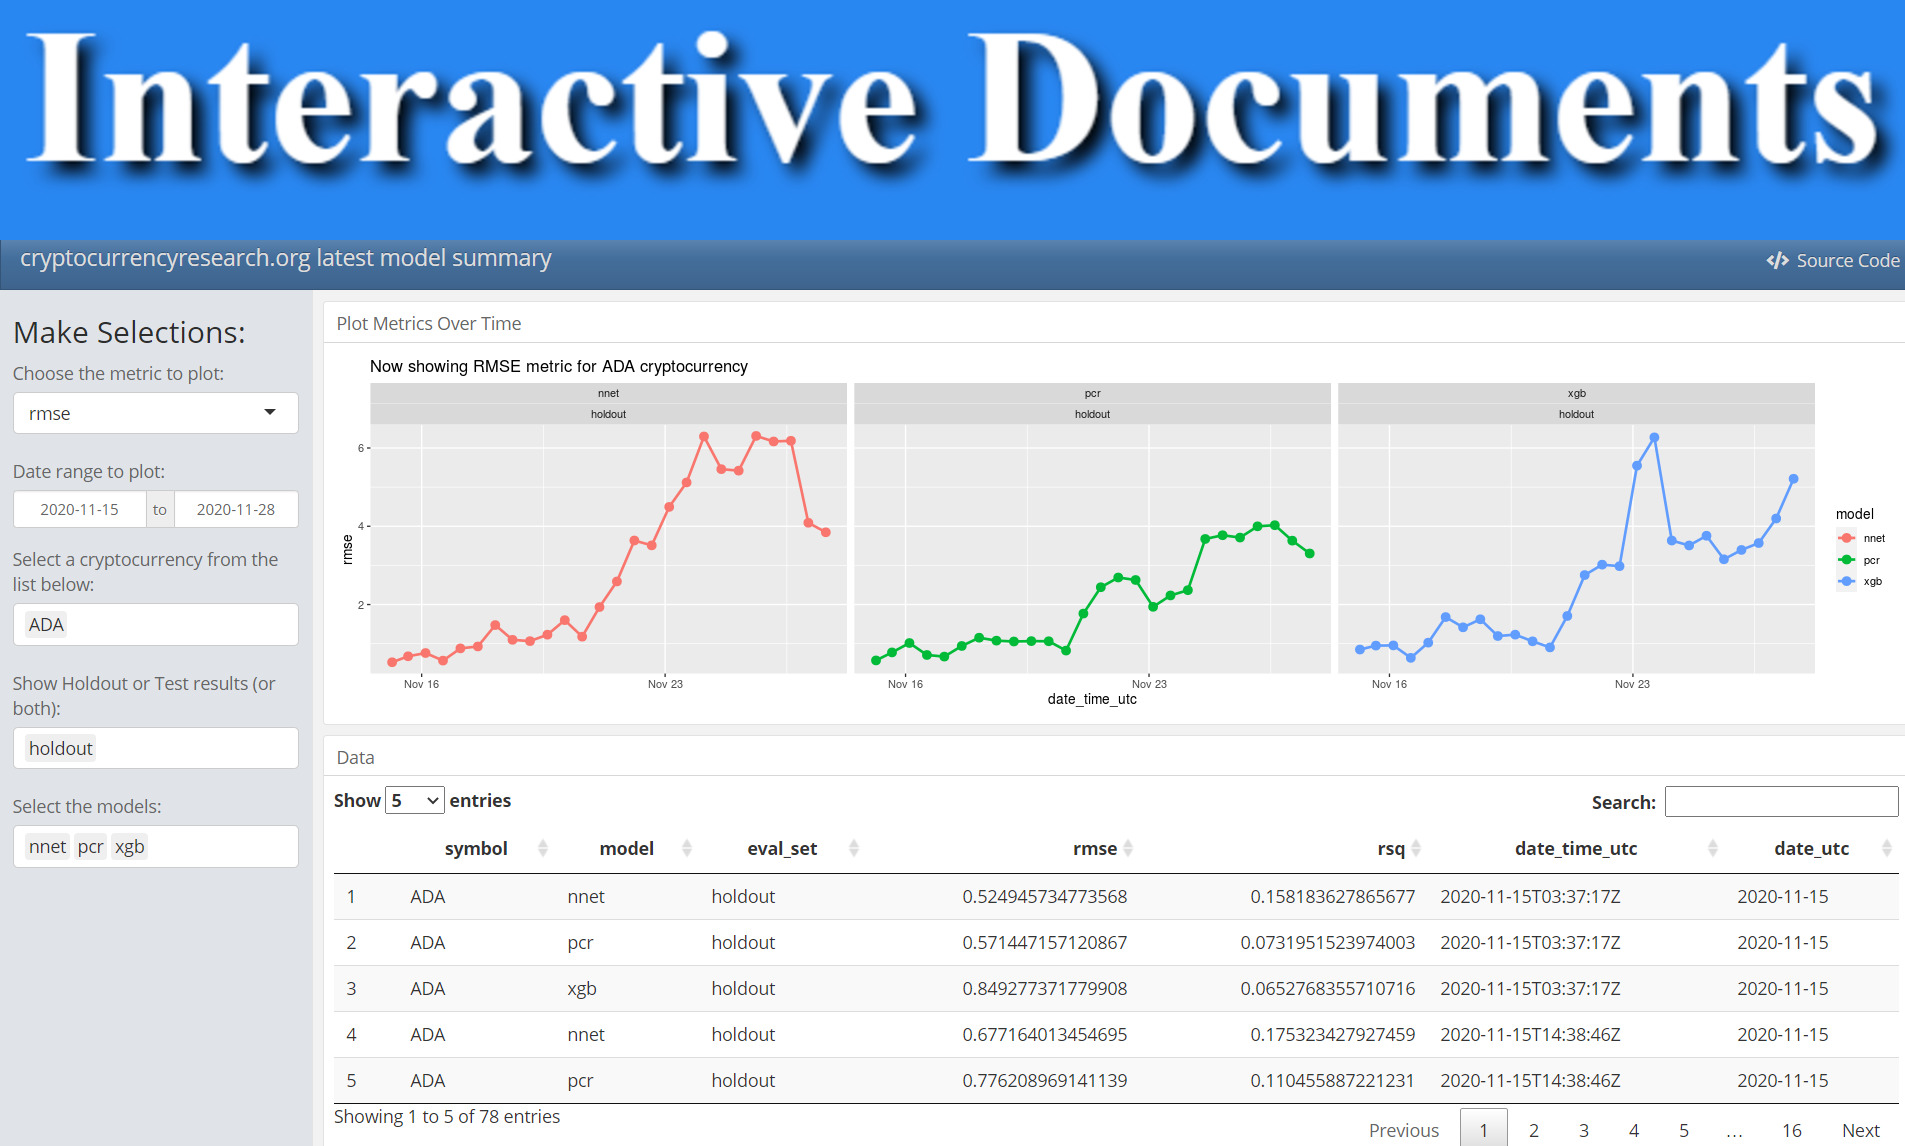 Interactive Documents
cryptocurrencyresearch.org latest model summary
Source Code
Make Selections:
Choose the metric to plot:
rmse
Date range to plot:
2020-11-15 to 2020-11-28
Select a cryptocurrency from the
list below:
ADA
Show Holdout or Test results (or
both):
holdout
Select the models:
nnet pcr xgb
Plot Metrics Over Time
Now showing RMSE metric for ADA cryptocurrency
nnet pcr xgb
holdout holdout holdout
6
4
2
rmse
Nov 16 Nov 23 Nov 16 Nov 23 Nov 16 Nov 23
date_time_utc
model
nnet
pcr
xgb
Data
Show 5 entries
Search:
symbol model eval_set rmse rsq date_time_utc date_utc
1 ADA nnet holdout 0.524945734773568 0.158183627865677 2020-11-15T03:37:17Z 2020-11-15
2 ADA pcr holdout 0.571447157120867 0.0731951523974003 2020-11-15T03:37:17Z 2020-11-15
3 ADA xgb holdout 0.849277371779908 0.0652768355710716 2020-11-15T03:37:17Z 2020-11-15
4 ADA nnet holdout 0.677164013454695 0.175323427927459 2020-11-15T14:38:46Z 2020-11-15
5 ADA pcr holdout 0.776208969141139 0.110455887221231 2020-11-15T14:38:46Z 2020-11-15
Showing 1 to 5 of 78 entries
Previous 1 2 3 4 5 … 16 Next